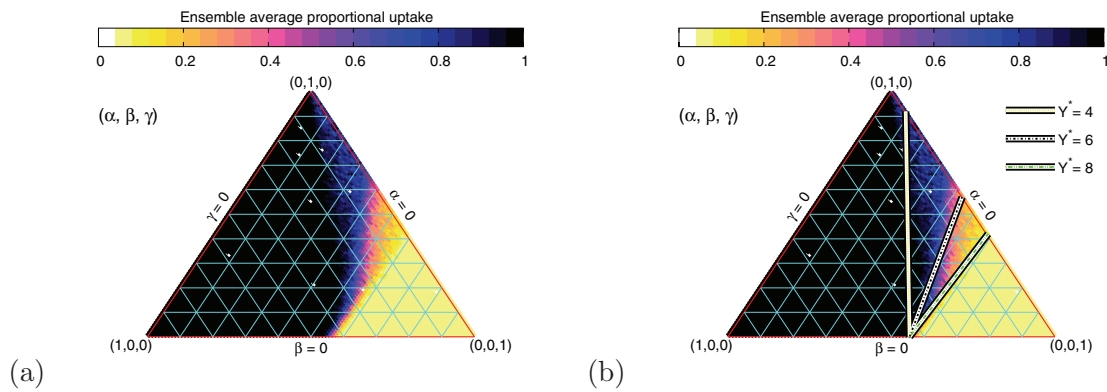 Ensemble average proportional uptake
0 0.2 0.4 0.6 0.8 1
(0,1,0)
(α, β, γ)
γ = 0
α = 0
(1,0,0)
β = 0
(0,0,1)
(a)
Ensemble average proportional uptake
0 0.2 0.4 0.6 0.8 1
(0,1,0)
(α, β, γ)
Y* = 4
Y* = 6
Y* = 8
γ = 0
α = 0
(1,0,0)
β = 0
(0,0,1)
(b)